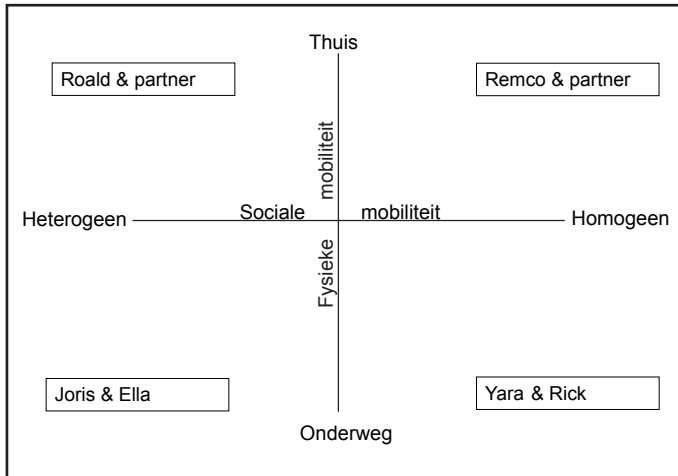 Thuis
Roald & partner
Remco & partner
mobiliteit
Heterogeen
Sociale mobiliteit
Homogeen
Fysieke
Joris & Ella
Yara & Rick
Onderweg